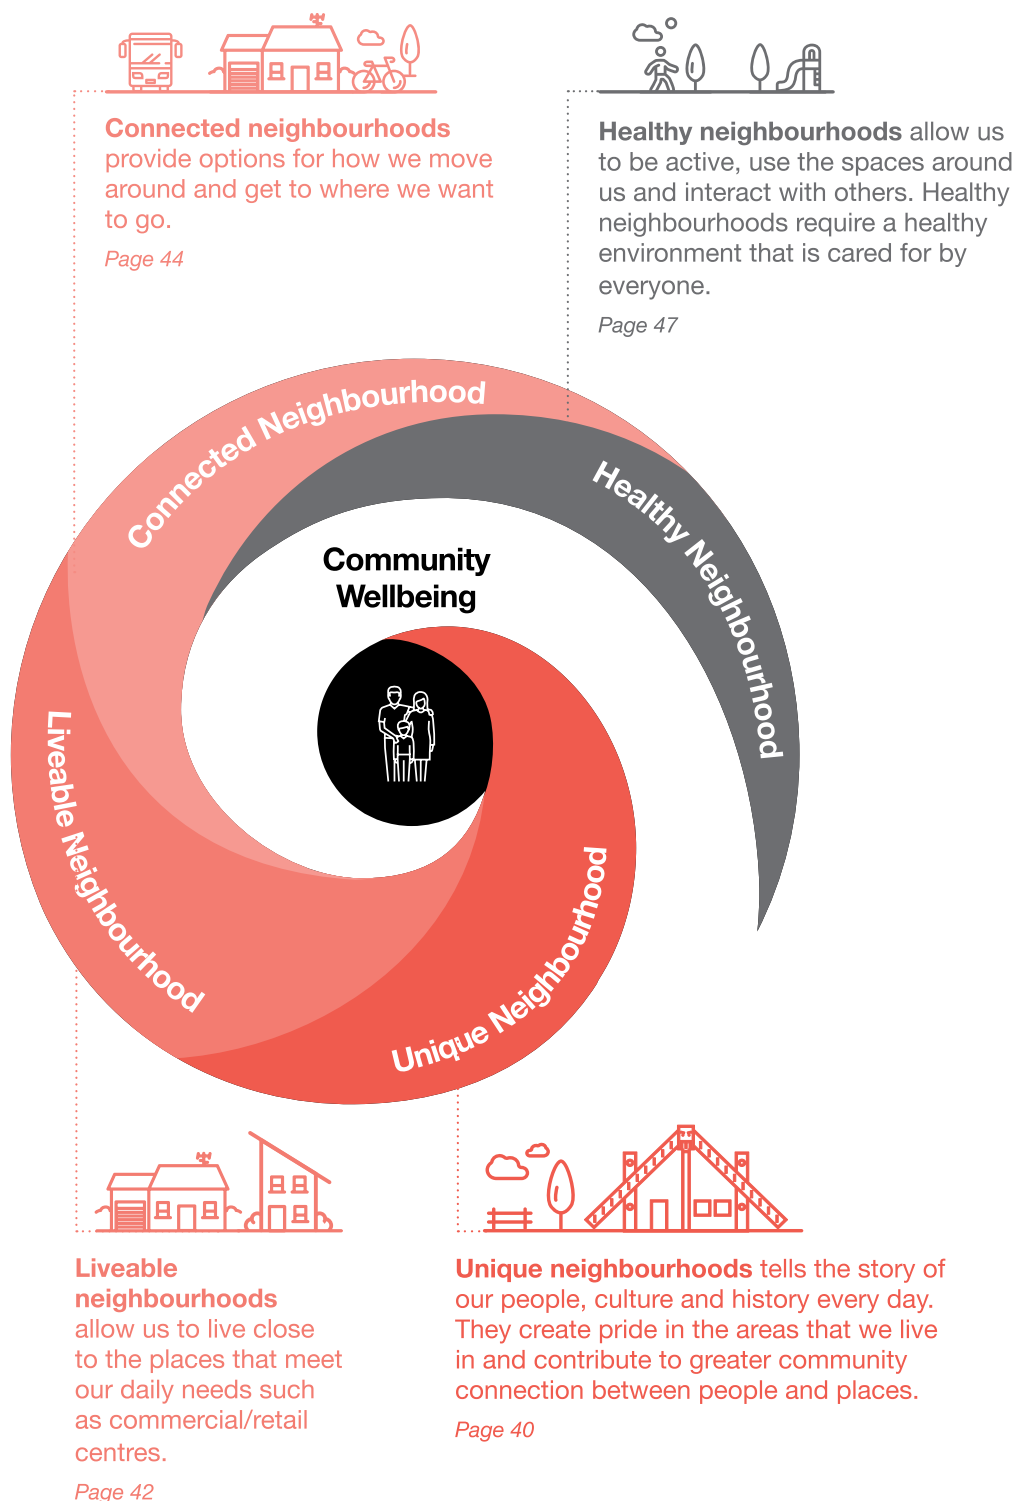 Connected neighbourhoods
provide options for how we move
around and get to where we want
to go.
Page 44
Healthy neighbourhoods allow us
to be active, use the spaces around
us and interact with others. Healthy
neighbourhoods require a healthy
environment that is cared for by
everyone.
Page 47
Connected Neighbourhood
Healthy Neighbourhood
Community
Wellbeing
Liveable Neighbourhood
Unique Neighbourhood
Liveable
neighbourhoods
allow us to live close
to the places that meet
our daily needs such
as commercial/retail
centres.
Page 42
Unique neighbourhoods tells the story of
our people, culture and history every day.
They create pride in the areas that we live
in and contribute to greater community
connection between people and places.
Page 40